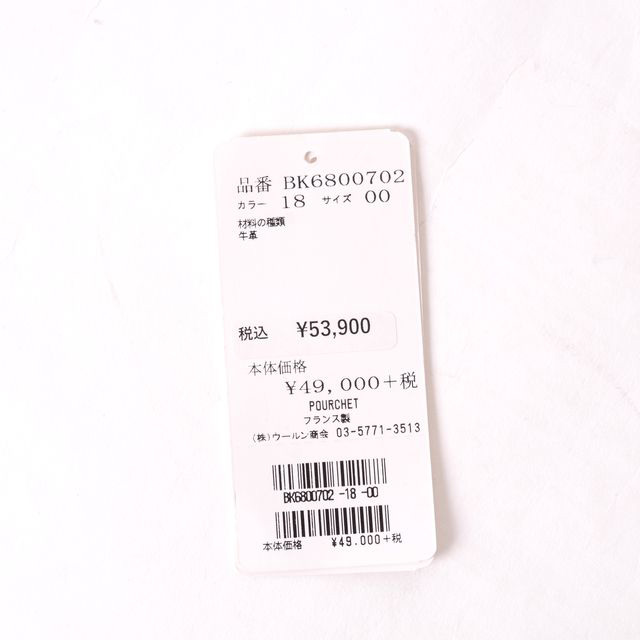 品番 BK6800702
カラー 18 サイズ 00
材料の種類
牛革
税込 ¥53,900
本体価格
¥49,000+税
POURCHET
フランス製
(株)ウールン商会 03-5771-3513
BK6800702 -18 -00
本体価格 ¥49.000+税